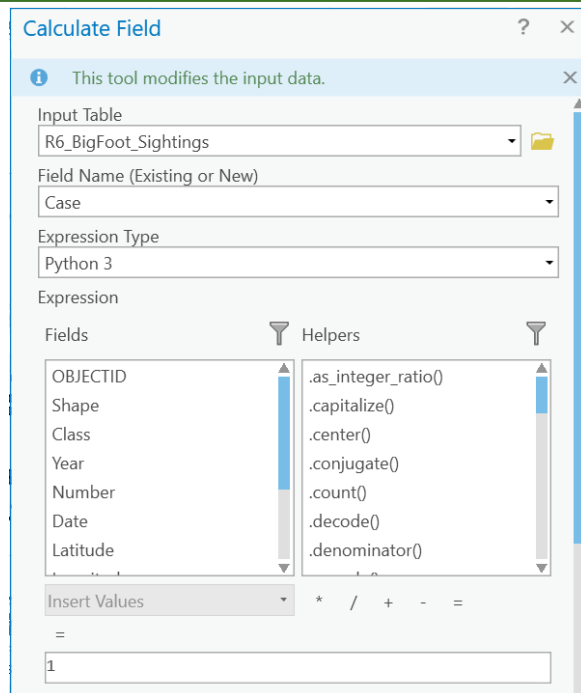 Calculate Field ? ×
This tool modifies the input data. ×
Input Table
R6_BigFoot_Sightings
Field Name (Existing or New)
Case
Expression Type
Python 3
Expression
Fields Helpers
OBJECTID .as_integer_ratio()
Shape .capitalize()
Class .center()
Year .conjugate()
Number .count()
Date .decode()
Latitude .denominator()
Insert Values * / + - =
=
1